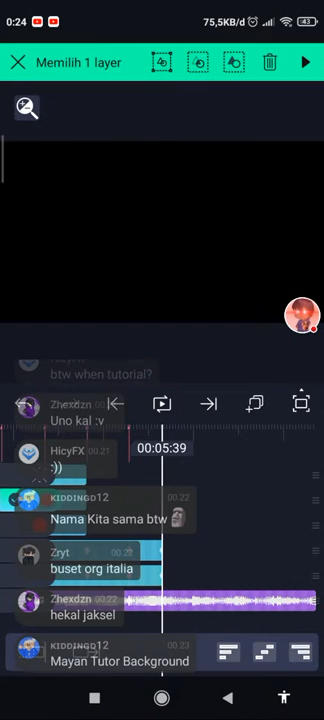 0:24
75,5KB/d
43
Memilih 1 layer
btw when tutorial?
Zhexdzn
Uno kal :v
00:05:39
HicyFX 00.21
:))
KIDDINGD12 00.22
Nama Kita sama btw 🗿
Zryt 00.22
buset org italia
Zhexdzn 00.22
hekal jaksel
KIDDINGD12 00.23
Mayan Tutor Background